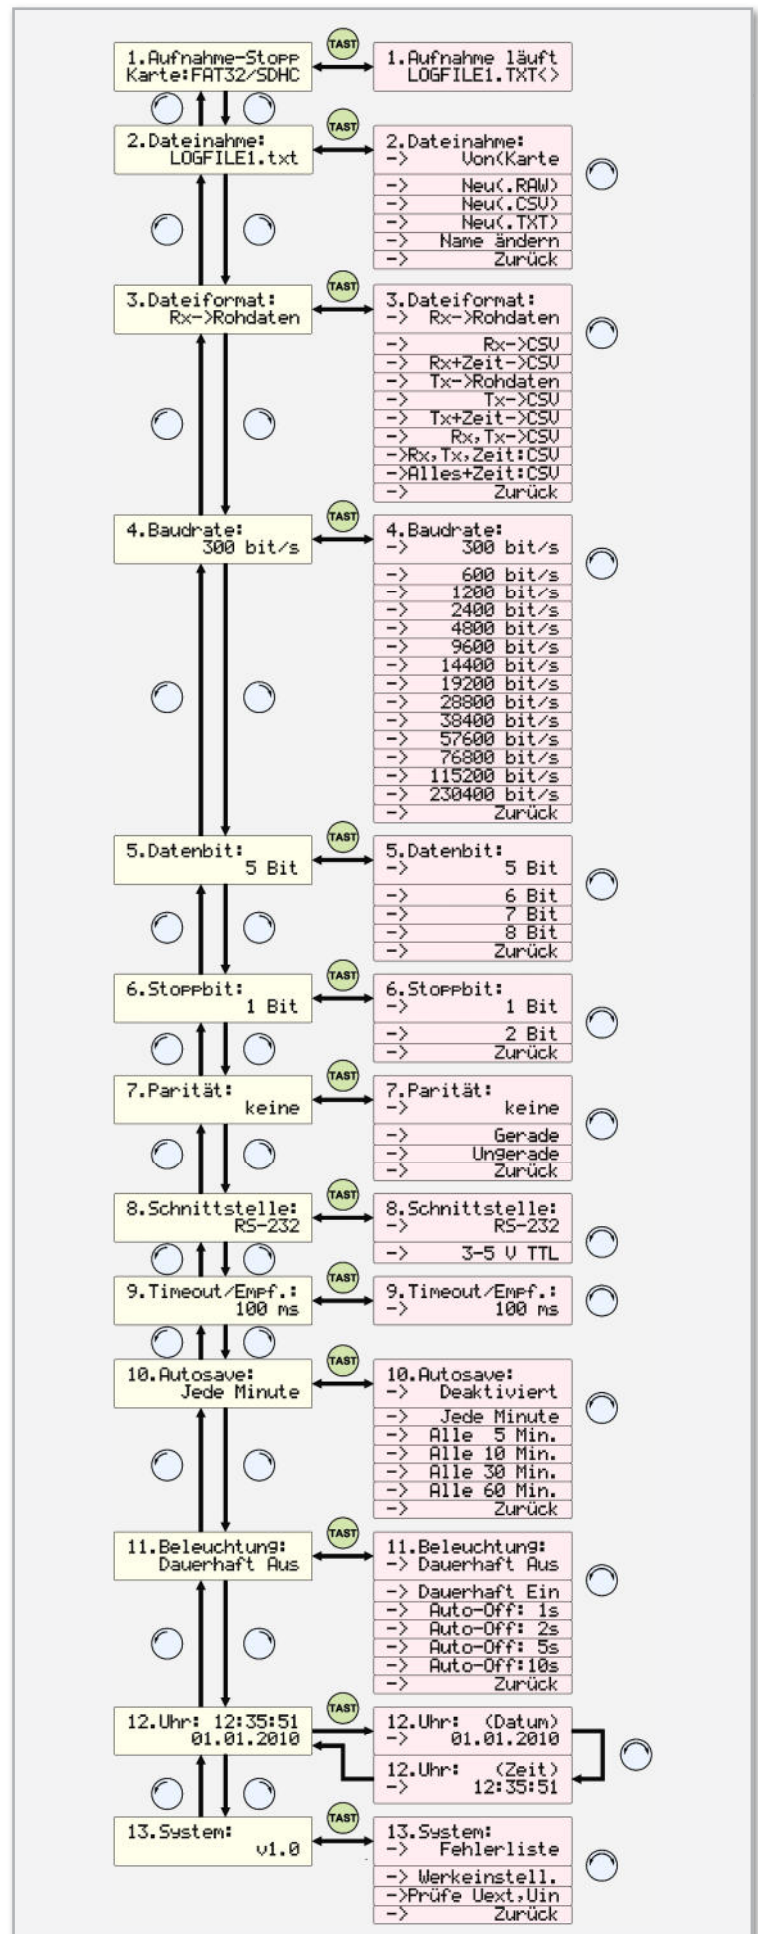 TAST
1.Aufnahme-Stopp
Karte:FAT32/SDHC
1.Aufnahme läuft
LOGFILE1.TXT<>
TAST
2.Dateiname:
LOGFILE1.txt
2.Dateinahme:
-> Von(Karte
-> Neu(.RAW)
-> Neu(.CSV)
-> Neu(.TXT)
-> Name ändern
-> Zurück
TAST
3.Dateiformat:
Rx->Rohdaten
3.Dateiformat:
-> Rx->Rohdaten
-> Rx->CSV
-> Rx+Zeit->CSV
-> Tx->Rohdaten
-> Tx->CSV
-> Tx+Zeit->CSV
-> Rx,Tx->CSV
->Rx,Tx,Zeit:CSV
->Alles+Zeit:CSV
-> Zurück
TAST
4.Baudrate:
300 bit/s
4.Baudrate:
-> 300 bit/s
-> 600 bit/s
-> 1200 bit/s
-> 2400 bit/s
-> 4800 bit/s
-> 9600 bit/s
-> 14400 bit/s
-> 19200 bit/s
-> 28800 bit/s
-> 38400 bit/s
-> 57600 bit/s
-> 76800 bit/s
-> 115200 bit/s
-> 230400 bit/s
-> Zurück
TAST
5.Datenbit:
5 Bit
5.Datenbit:
-> 5 Bit
-> 6 Bit
-> 7 Bit
-> 8 Bit
-> Zurück
TAST
6.Stoppbit:
1 Bit
6.Stoppbit:
-> 1 Bit
-> 2 Bit
-> Zurück
TAST
7.Parität:
keine
7.Parität:
-> keine
-> Gerade
-> Ungerade
-> Zurück
TAST
8.Schnittstelle:
RS-232
8.Schnittstelle:
-> RS-232
-> 3-5 V TTL
TAST
9.Timeout/Empf.:
100 ms
9.Timeout/Empf.:
-> 100 ms
TAST
10.Autosave:
Jede Minute
10.Autosave:
-> Deaktiviert
-> Jede Minute
-> Alle 5 Min.
-> Alle 10 Min.
-> Alle 30 Min.
-> Alle 60 Min.
-> Zurück
TAST
11.Beleuchtung:
Dauerhaft Aus
11.Beleuchtung:
-> Dauerhaft Aus
-> Dauerhaft Ein
-> Auto-Off: 1s
-> Auto-Off: 2s
-> Auto-Off: 5s
-> Auto-Off:10s
-> Zurück
TAST
12.Uhr: 12:35:51
01.01.2010
12.Uhr: (Datum)
-> 01.01.2010
12.Uhr: (Zeit)
-> 12:35:51
TAST
13.System:
v1.0
13.System:
-> Fehlerliste
-> Werkeinstell.
->Prüfe Uext,Uin
-> Zurück